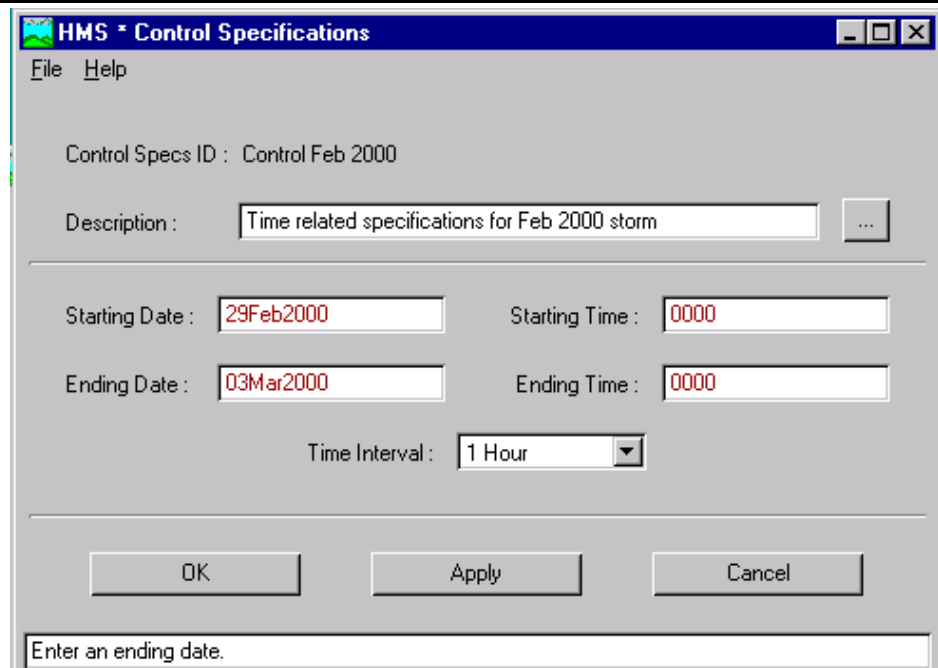 HMS * Control Specifications
File Help
Control Specs ID : Control Feb 2000
Description : Time related specifications for Feb 2000 storm ...
Starting Date : 29Feb2000 Starting Time : 0000
Ending Date : 03Mar2000 Ending Time : 0000
Time Interval : 1 Hour
OK Apply Cancel
Enter an ending date.